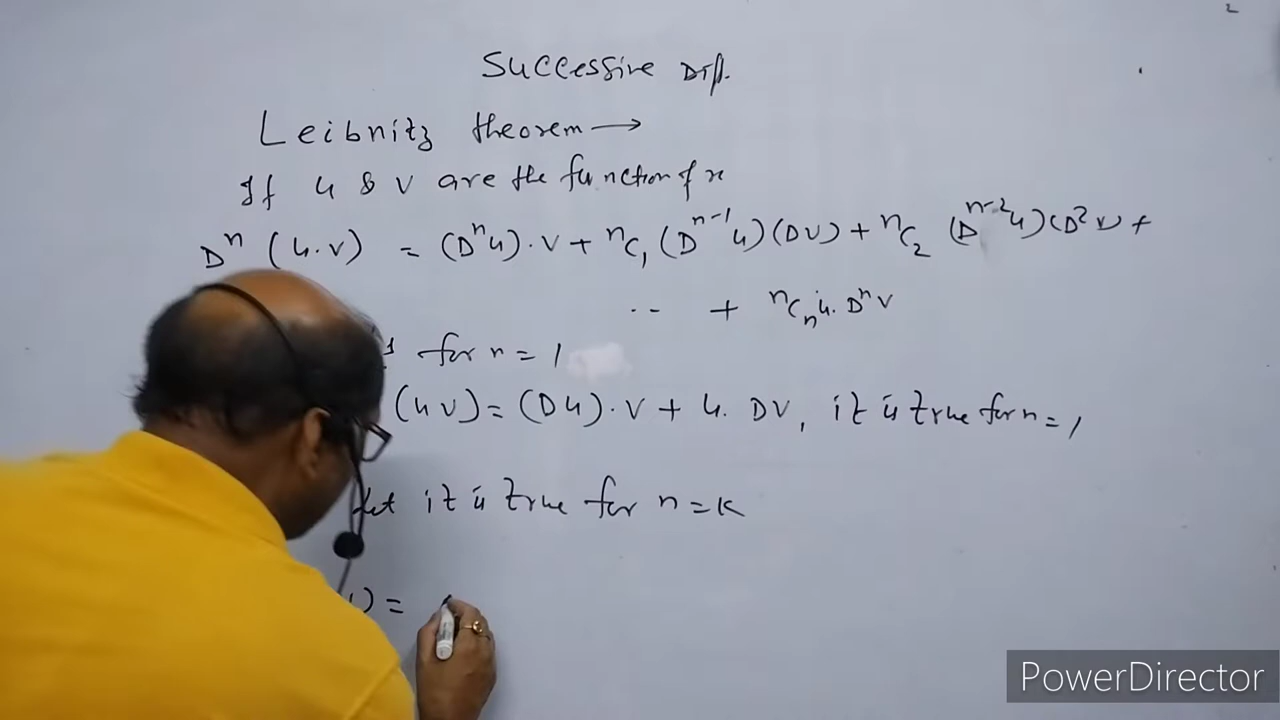 Successive Diff.
Leibnitz theorem →
If u & v are the function of x
Dⁿ (u.v) = (Dⁿu).v + ⁿC₁ (Dⁿ⁻¹u)(Dv) + ⁿC₂ (Dⁿ⁻²u)(D²v) +
.. + ⁿCₙ u. Dⁿv
for n = 1
(uv) = (Du).v + u. Dv, it is true for n = 1
Let it is true for n = k
) =
PowerDirector